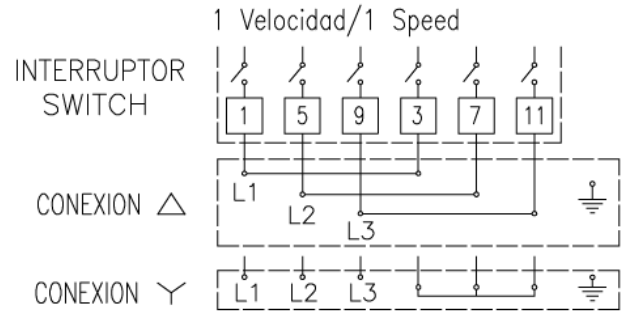 1 Velocidad/1 Speed
INTERRUPTOR
SWITCH
1 5 9 3 7 11
CONEXION △
L1
L2
L3
CONEXION Y
L1 L2 L3